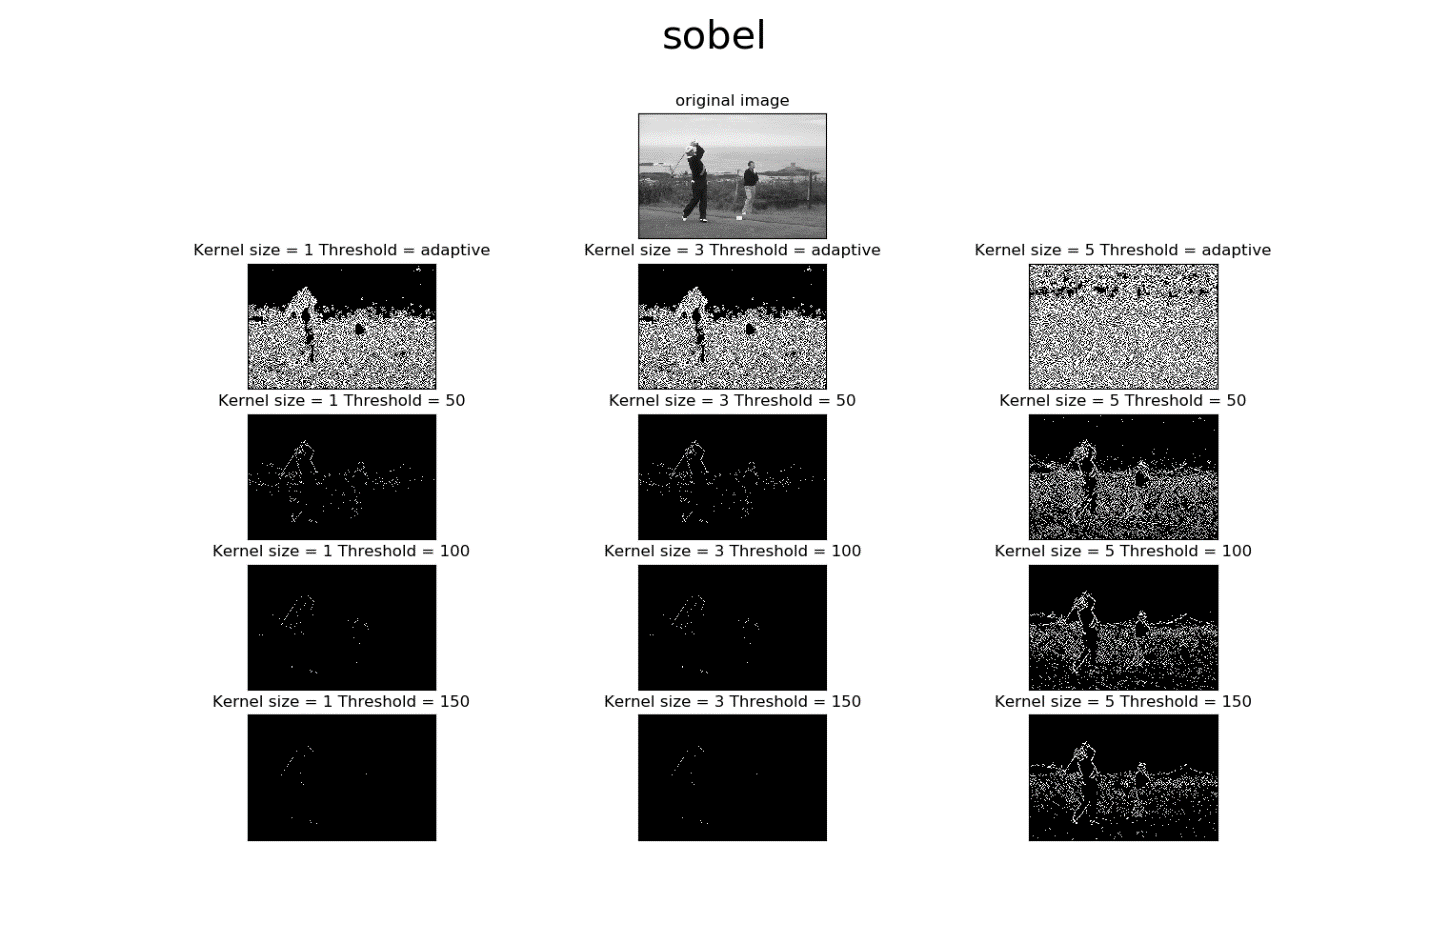 sobel
original image
Kernel size = 1 Threshold = adaptive
Kernel size = 3 Threshold = adaptive
Kernel size = 5 Threshold = adaptive
Kernel size = 1 Threshold = 50
Kernel size = 3 Threshold = 50
Kernel size = 5 Threshold = 50
Kernel size = 1 Threshold = 100
Kernel size = 3 Threshold = 100
Kernel size = 5 Threshold = 100
Kernel size = 1 Threshold = 150
Kernel size = 3 Threshold = 150
Kernel size = 5 Threshold = 150